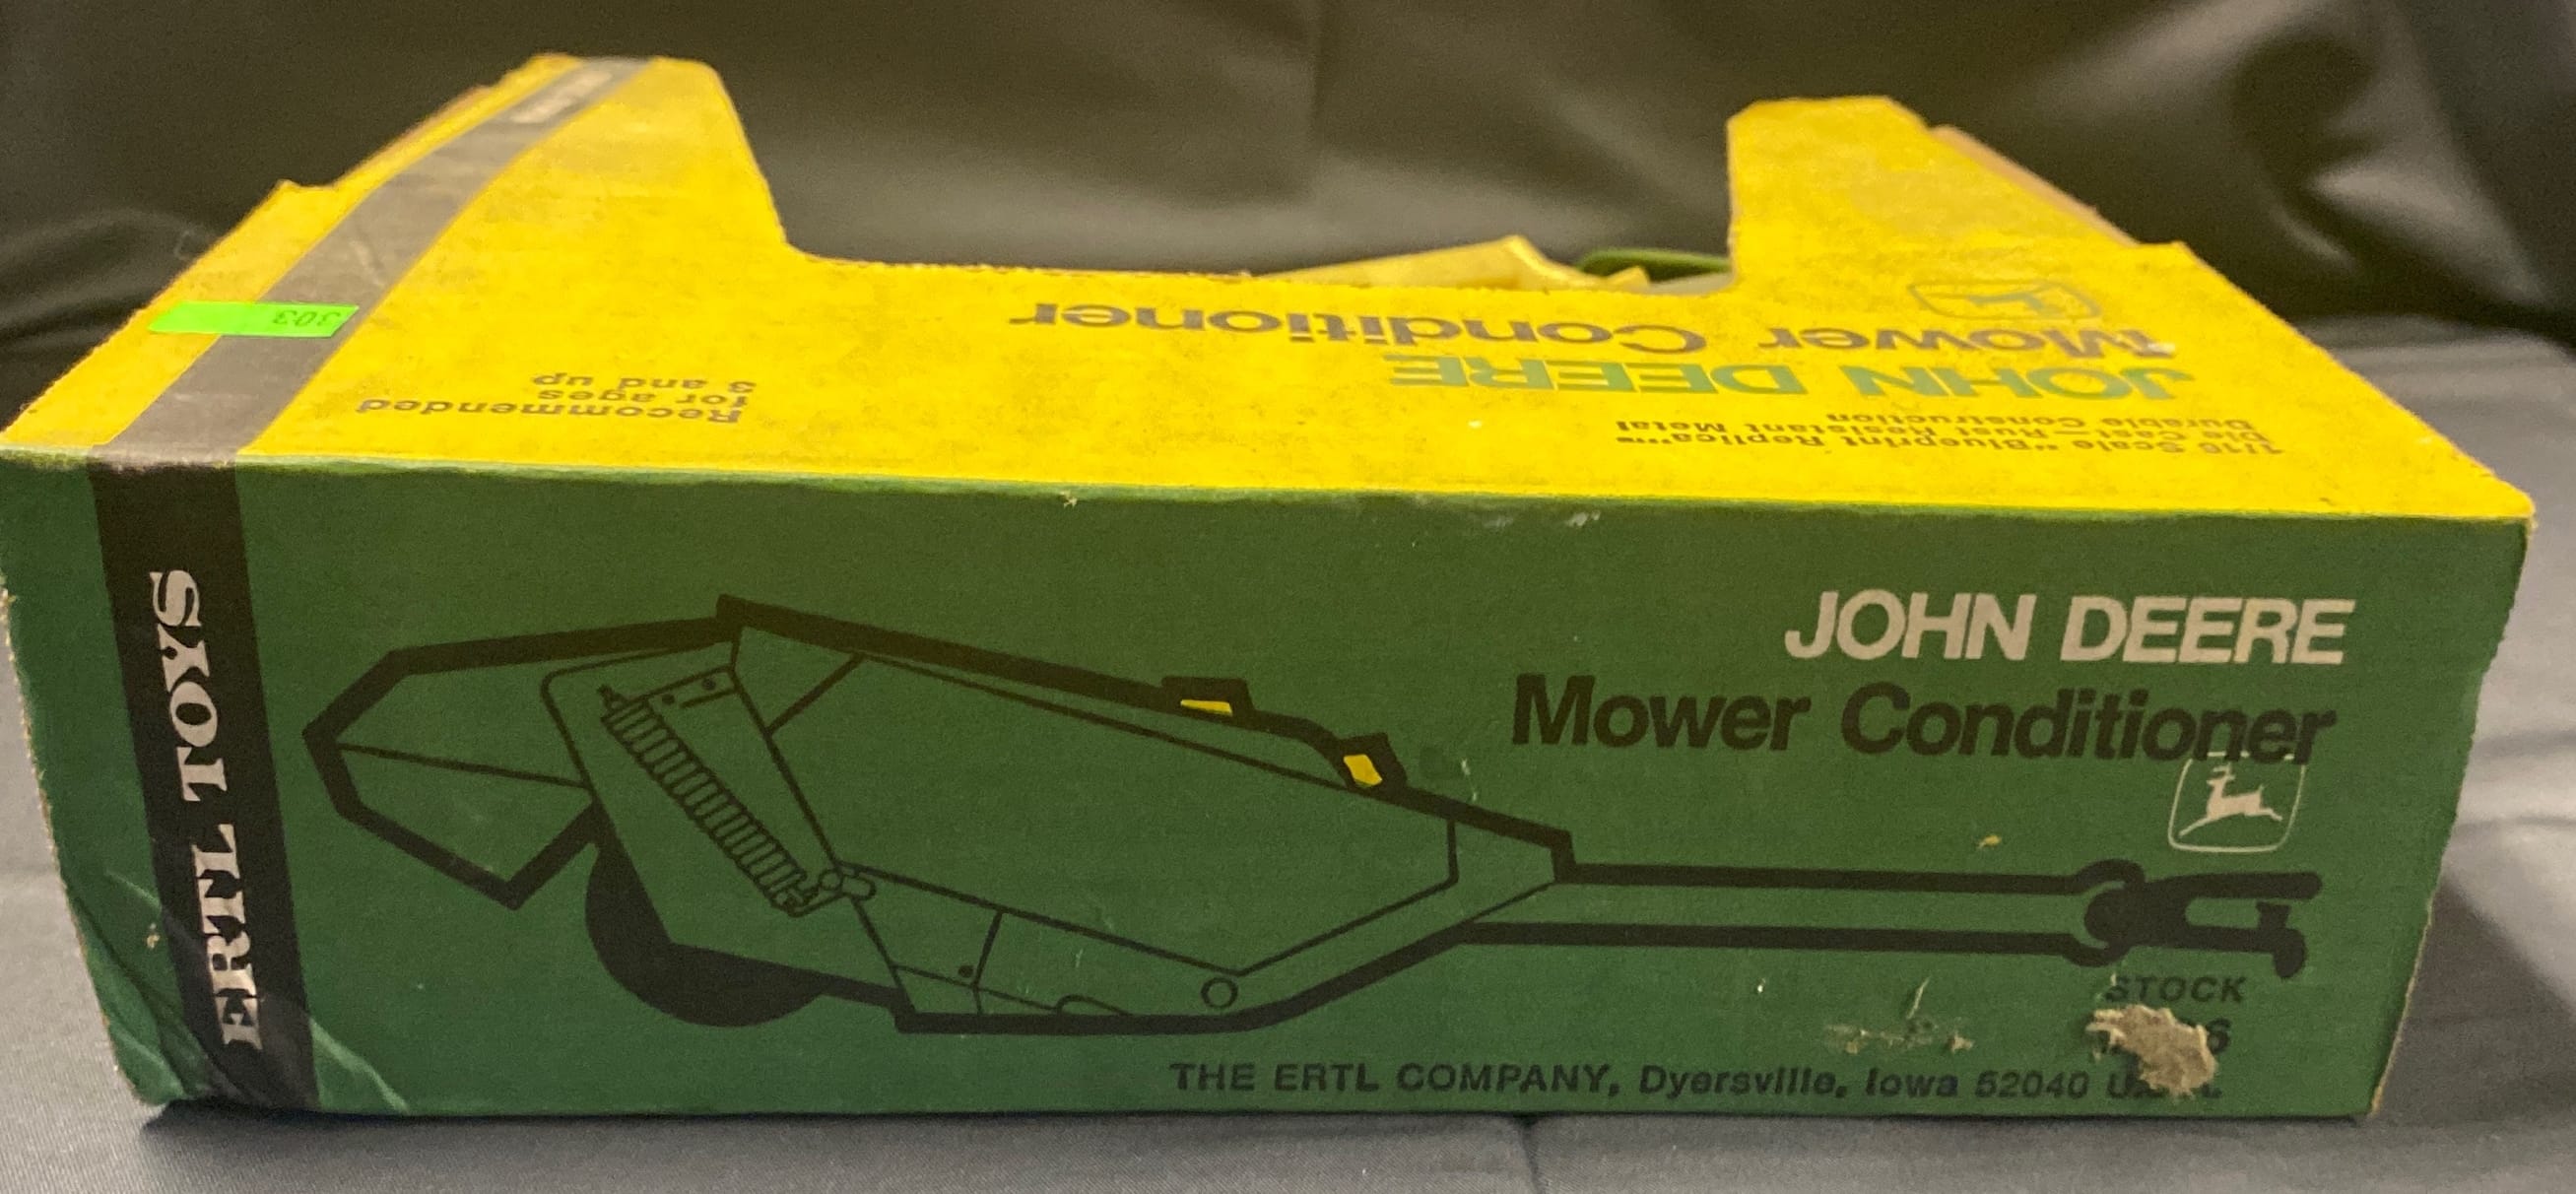 303
Recommended
for ages
3 and up
1/16 Scale "Blueprint Replica"™
Die Cast—Rust Resistant Metal
Durable Construction
JOHN DEERE
Mower Conditioner
ERTL TOYS
JOHN DEERE
Mower Conditioner
STOCK
THE ERTL COMPANY, Dyersville, Iowa 52040